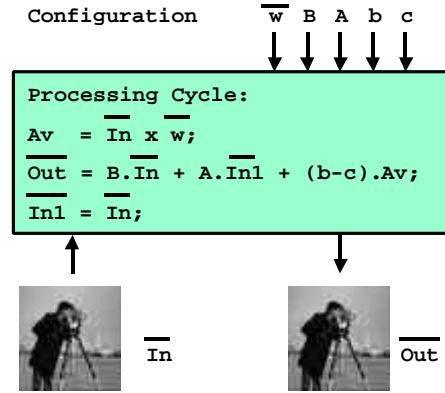 Configuration w B A b c
Processing Cycle:
Av = In x w;
Out = B.In + A.In1 + (b-c).Av;
In1 = In;
In Out